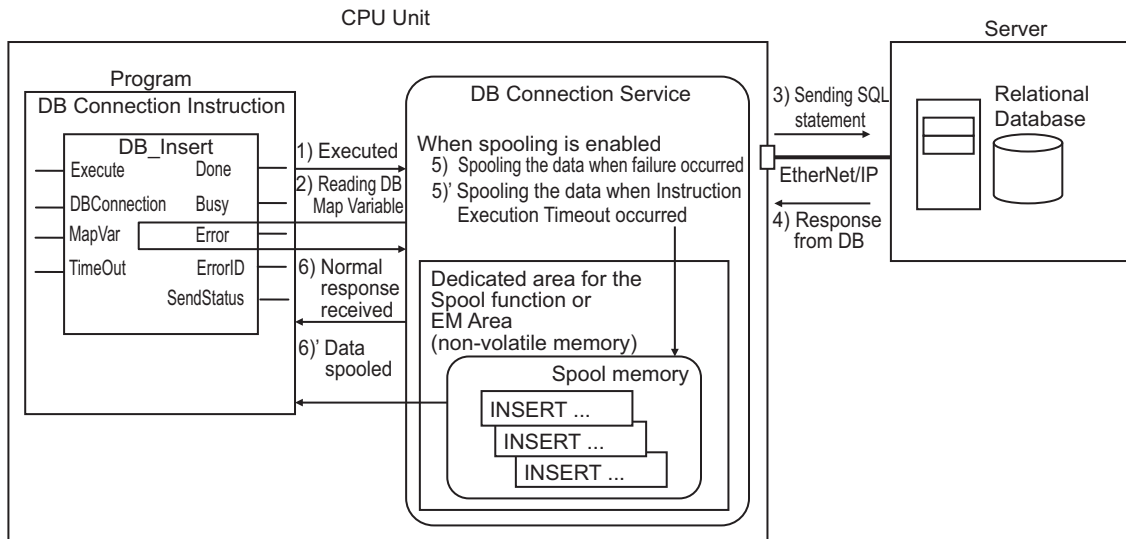 CPU Unit
Server
Program
DB Connection Instruction
DB_Insert
Execute
Done
DBConnection
Busy
MapVar
Error
TimeOut
ErrorID
SendStatus
1) Executed
2) Reading DB
Map Variable
6) Normal
response
received
6)' Data
spooled
DB Connection Service
When spooling is enabled
5) Spooling the data when failure occurred
5)' Spooling the data when Instruction
Execution Timeout occurred
Dedicated area for the
Spool function or
EM Area
(non-volatile memory)
Spool memory
INSERT ...
INSERT ...
INSERT ...
3) Sending SQL
statement
EtherNet/IP
4) Response
from DB
Relational
Database